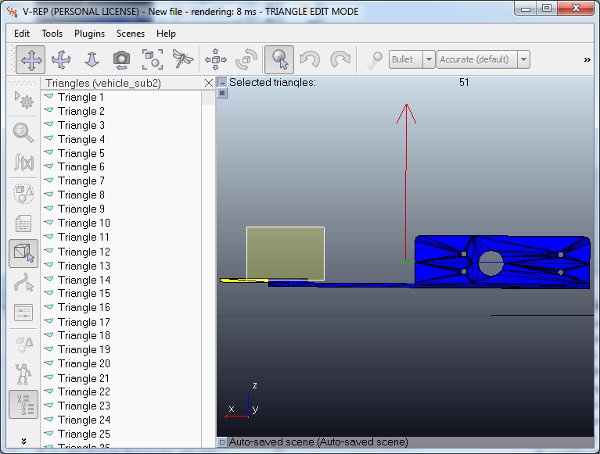 V-REP (PERSONAL LICENSE) - New file - rendering: 8 ms - TRIANGLE EDIT MODE
Edit Tools Plugins Scenes Help
Bullet Accurate (default) »
Triangles (vehicle_sub2)
Selected triangles: 51
Triangle 1
Triangle 2
Triangle 3
Triangle 4
Triangle 5
Triangle 6
Triangle 7
Triangle 8
Triangle 9
Triangle 10
Triangle 11
Triangle 12
Triangle 13
Triangle 14
Triangle 15
Triangle 16
Triangle 17
Triangle 18
Triangle 19
Triangle 20
Triangle 21
Triangle 22
Triangle 23
Triangle 24
Triangle 25
Triangle 26
f(x)
z
x y
Auto-saved scene (Auto-saved scene)